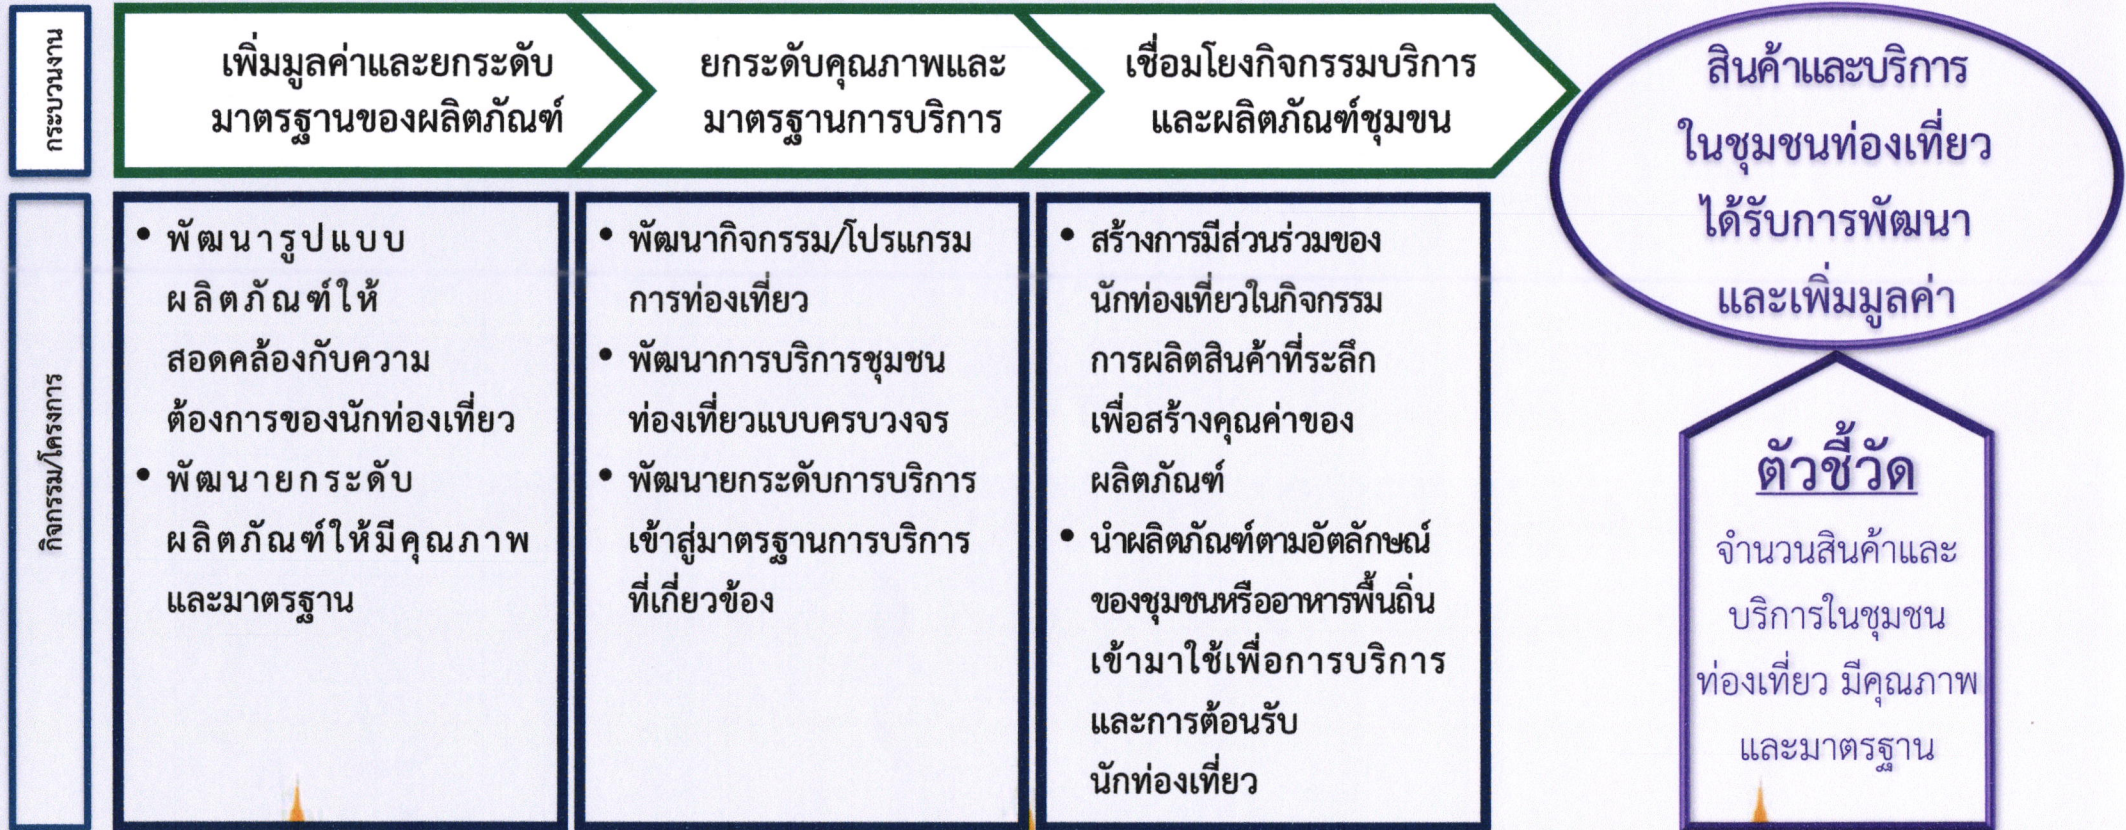 กระบวนงาน
เพิ่มมูลค่าและยกระดับ
มาตรฐานของผลิตภัณฑ์
ยกระดับคุณภาพและ
มาตรฐานการบริการ
เชื่อมโยงกิจกรรมบริการ
และผลิตภัณฑ์ชุมขน
สินค้าและบริการ
ในชุมชนท่องเที่ยว
ได้รับการพัฒนา
และเพิ่มมูลค่า
กิจกรรม/โครงการ
• พัฒนารูปแบบ
ผลิตภัณฑ์ให้
สอดคล้องกับความ
ต้องการของนักท่องเที่ยว
• พัฒนายกระดับ
ผลิตภัณฑ์ให้มีคุณภาพ
และมาตรฐาน
• พัฒนากิจกรรม/โปรแกรม
การท่องเที่ยว
• พัฒนาการบริการชุมชน
ท่องเที่ยวแบบครบวงจร
• พัฒนายกระดับการบริการ
เข้าสู่มาตรฐานการบริการ
ที่เกี่ยวข้อง
• สร้างการมีส่วนร่วมของ
นักท่องเที่ยวในกิจกรรม
การผลิตสินค้าที่ระลึก
เพื่อสร้างคุณค่าของ
ผลิตภัณฑ์
• นำผลิตภัณฑ์ตามอัตลักษณ์
ของชุมชนหรืออาหารพื้นถิ่น
เข้ามาใช้เพื่อการบริการ
และการต้อนรับ
นักท่องเที่ยว
ตัวชี้วัด
จำนวนสินค้าและ
บริการในชุมชน
ท่องเที่ยว มีคุณภาพ
และมาตรฐาน